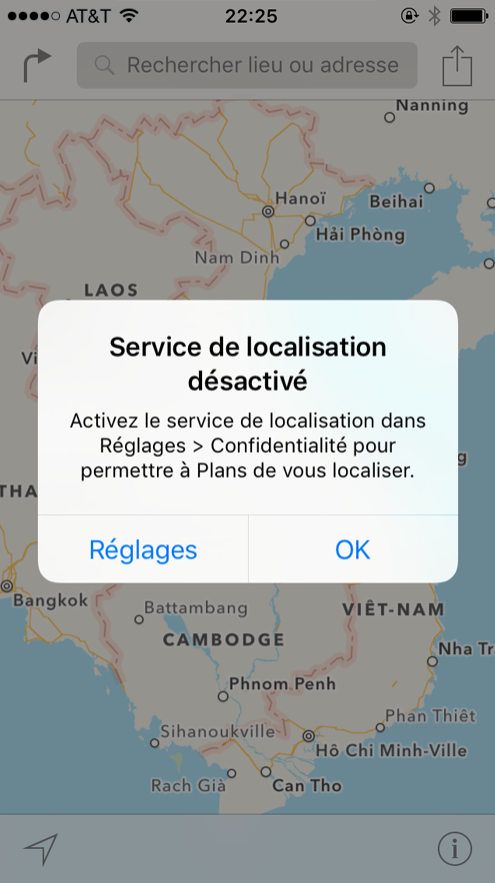 AT&T 22:25
Rechercher lieu ou adresse
Nanning
Hanoï
Beihai
Hải Phòng
Nam Dinh
LAOS
Service de localisation
désactivé
Activez le service de localisation dans
Réglages > Confidentialité pour
permettre à Plans de vous localiser.
Réglages OK
Bangkok
Battambang
VIÊT-NAM
CAMBODGE
Nha Tr
Phnom Penh
Phan Thiêt
Sihanoukville
Hô Chi Minh-Ville
Rach Già
Can Tho